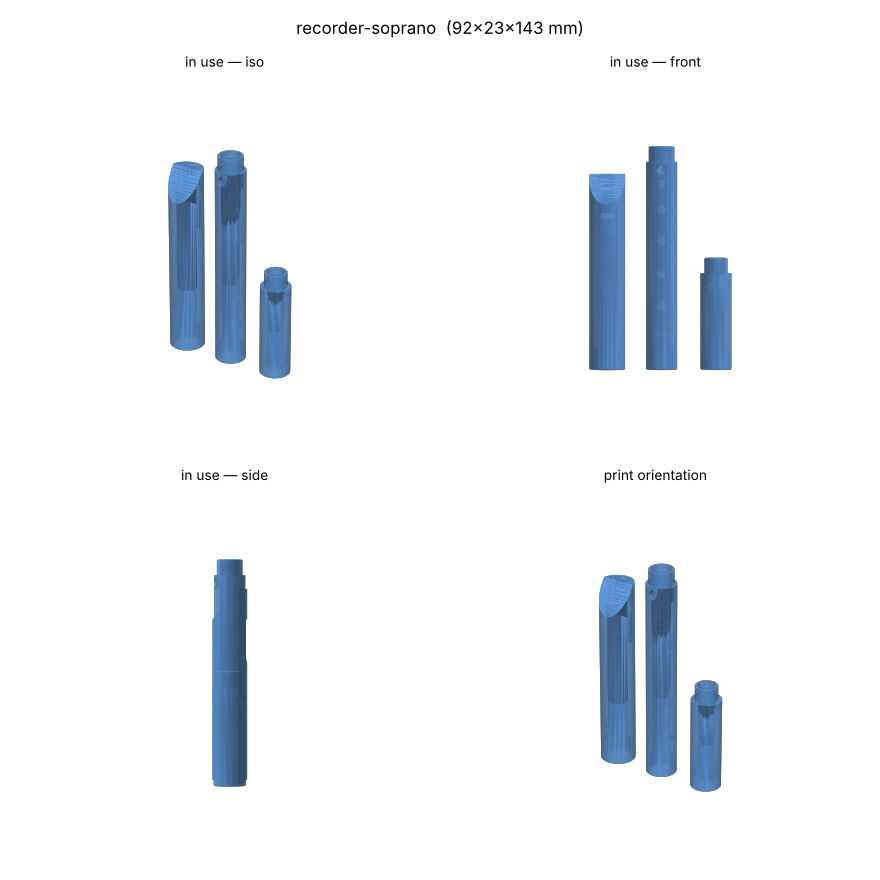 recorder-soprano (92×23×143 mm)
in use — iso
in use — front
in use — side
print orientation